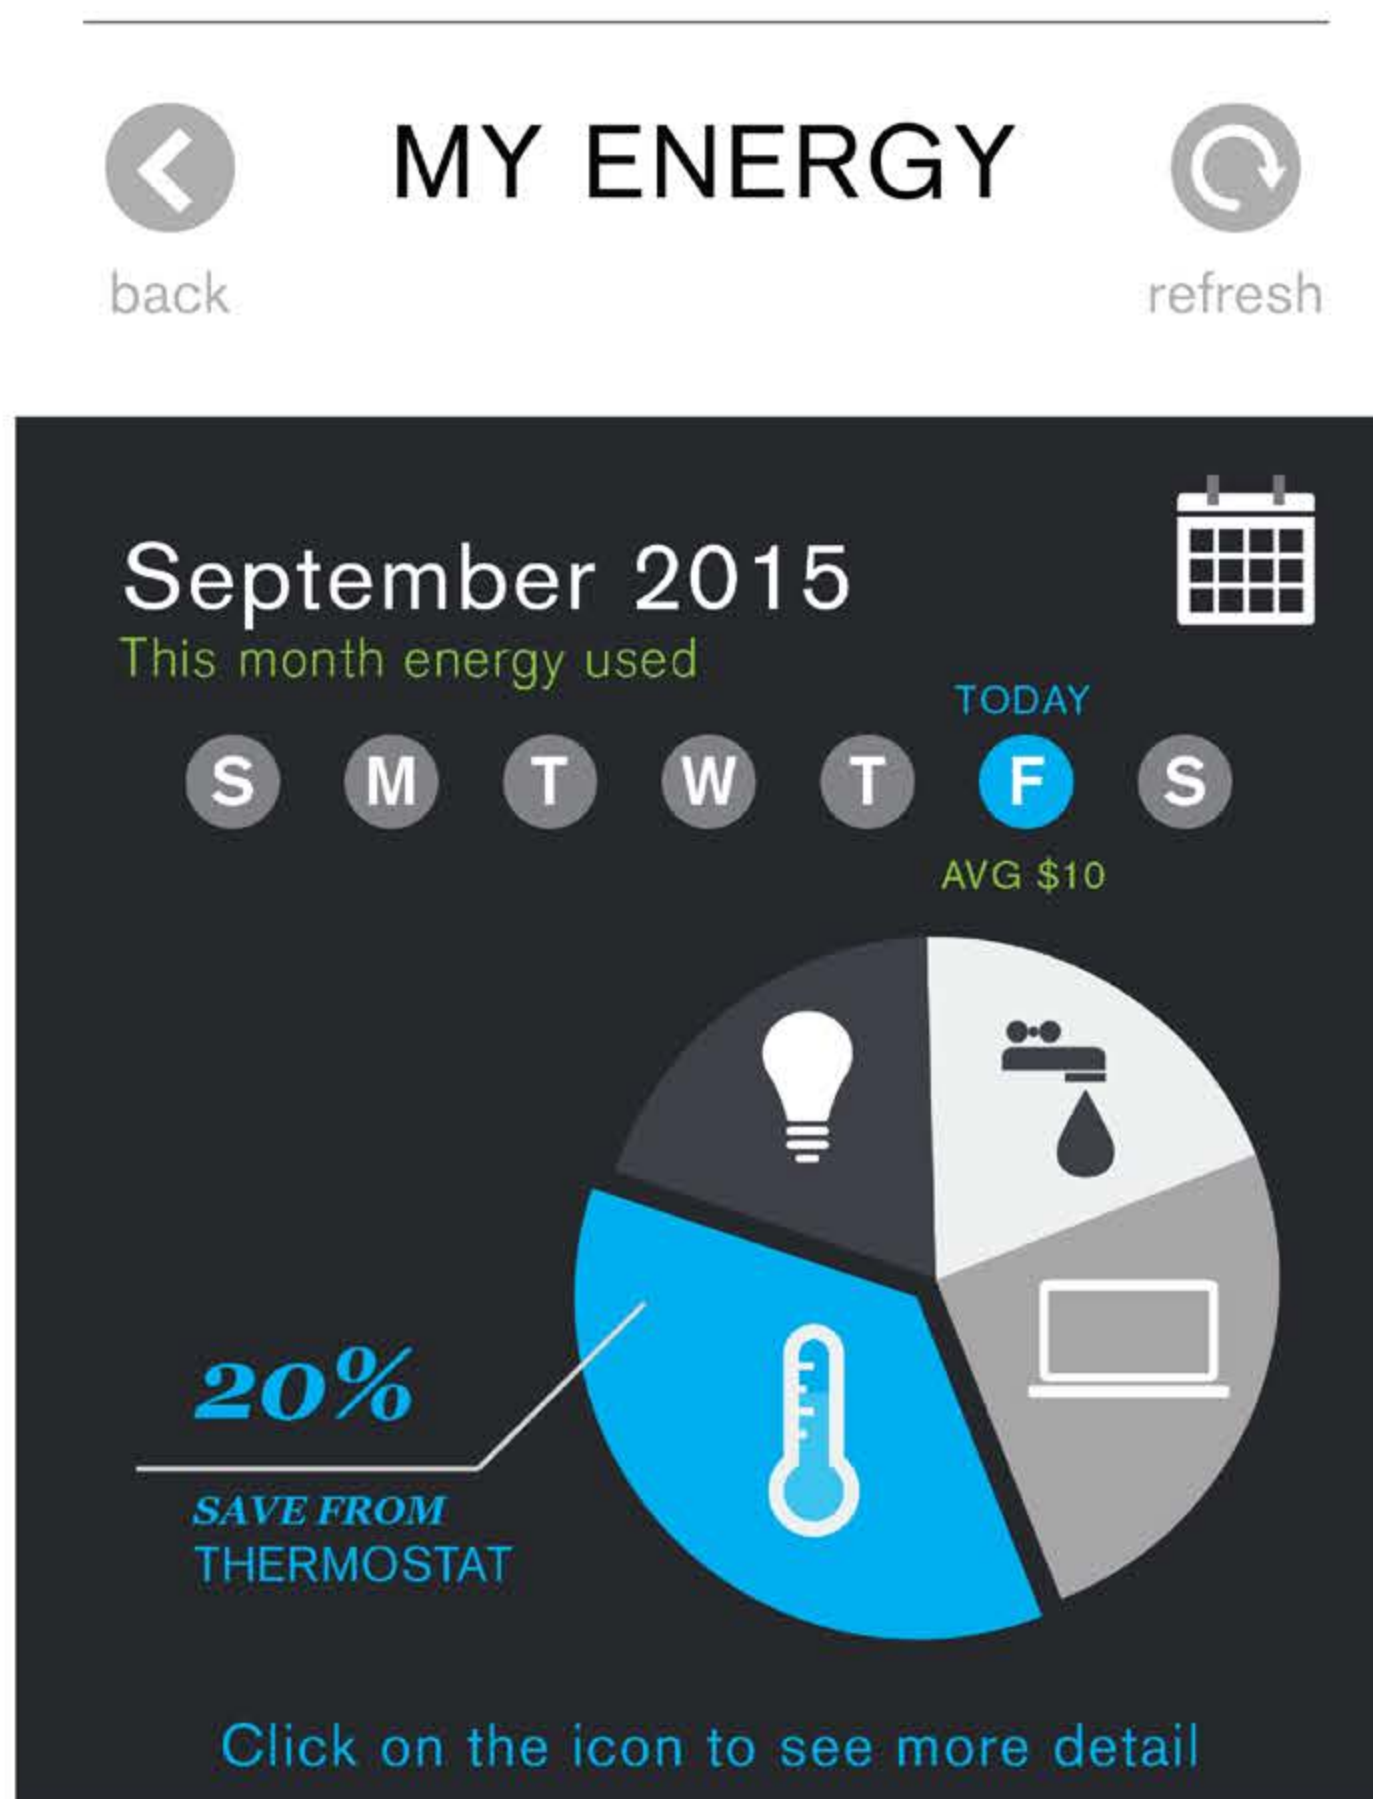 MY ENERGY
back
refresh
September 2015
This month energy used
TODAY
S M T W T F S
AVG $10
20%
SAVE FROM
THERMOSTAT
Click on the icon to see more detail